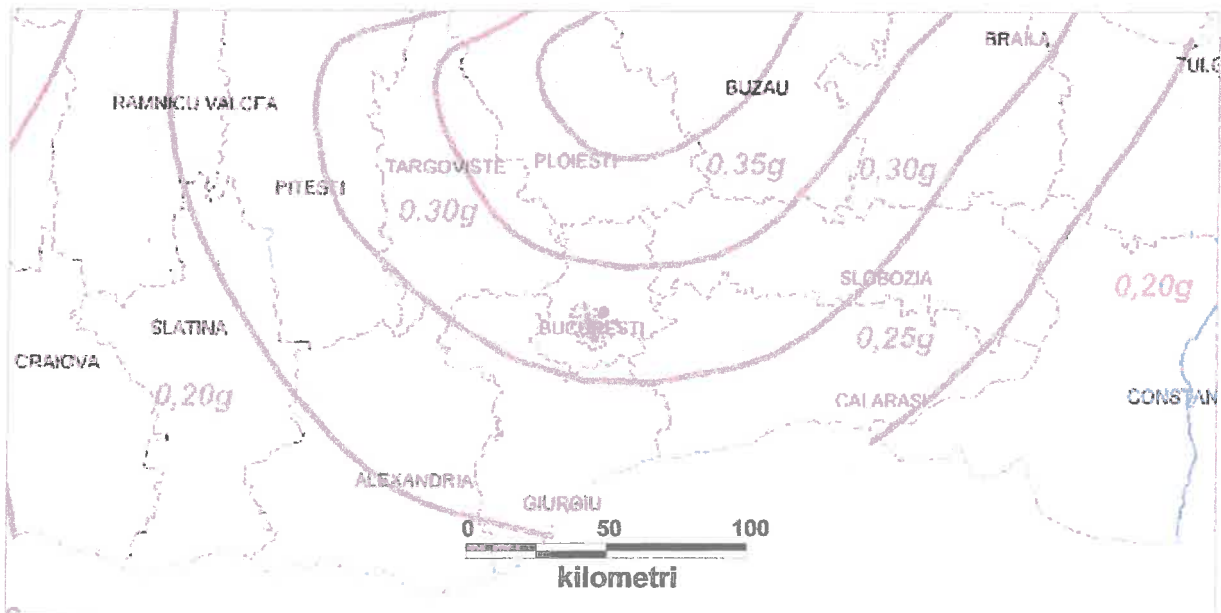 BRAILA
BUZAU
RAMNICU VALCEA
TARGOVISTE
PLOIESTI
0.35g
0.30g
PITESTI
0.30g
SLOBOZIA
0,20g
SLATINA
BUCURESTI
0,25g
CRAIOVA
0,20g
CALARASI
CONSTAN
ALEXANDRIA
GIURGIU
0 50 100
kilometri